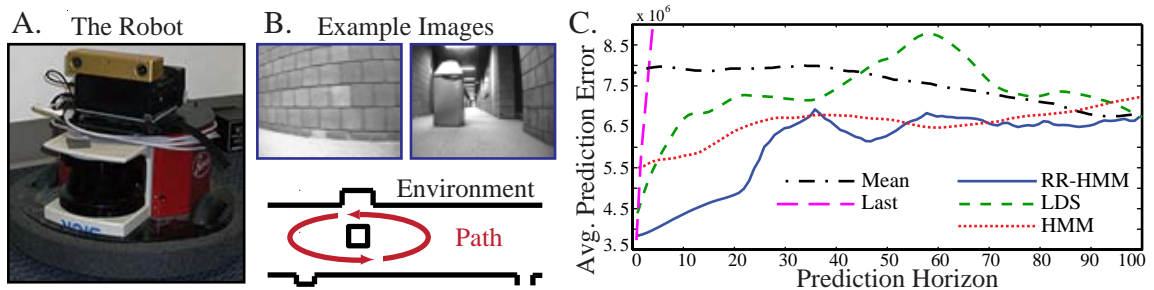 A. The Robot
B. Example Images
Environment
Path
C.
x 10⁶
Avg. Prediction Error
8.5
7.5
6.5
5.5
4.5
3.5
0 10 20 30 40 50 60 70 80 90 100
Prediction Horizon
Mean
Last
RR-HMM
LDS
HMM